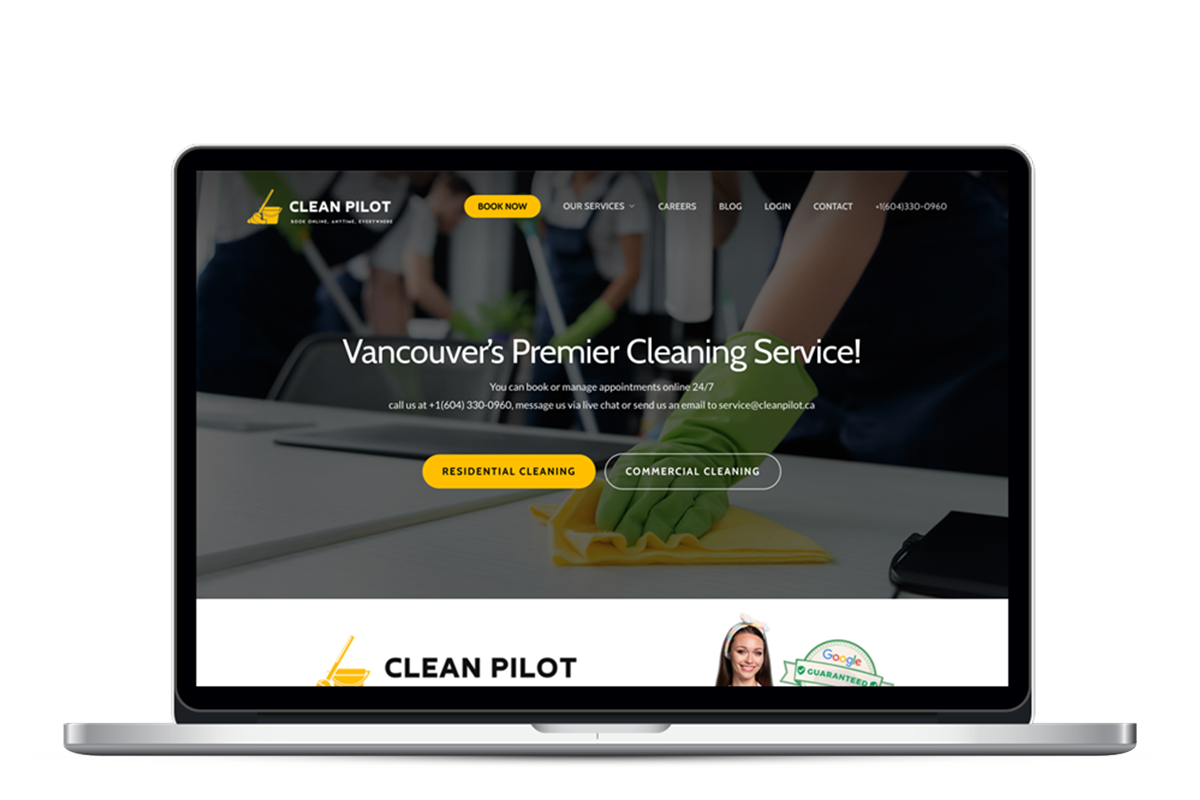 CLEAN PILOT
BOOK ONLINE. ANYTIME, EVERYWHERE
BOOK NOW
OUR SERVICES
CAREERS
BLOG
LOGIN
CONTACT
+1(604)330-0960
Vancouver's Premier Cleaning Service!
You can book or manage appointments online 24/7
call us at +1(604) 330-0960, message us via live chat or send us an email to service@cleanpilot.ca
RESIDENTIAL CLEANING
COMMERCIAL CLEANING
CLEAN PILOT
Google
GUARANTEED